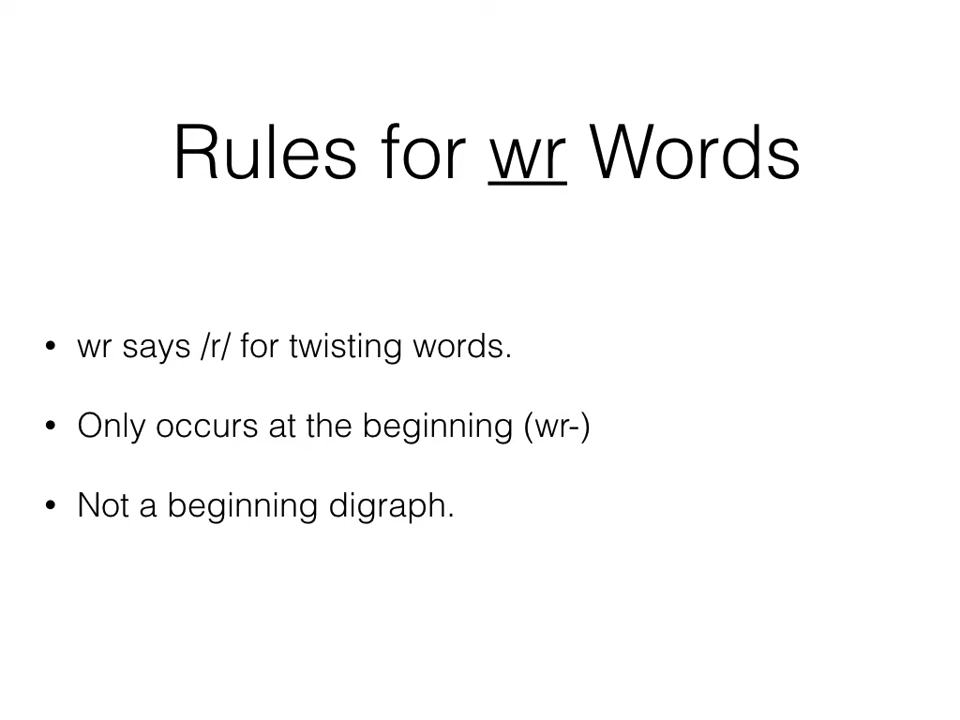 Rules for wr Words
• wr says /r/ for twisting words.
• Only occurs at the beginning (wr-)
• Not a beginning digraph.